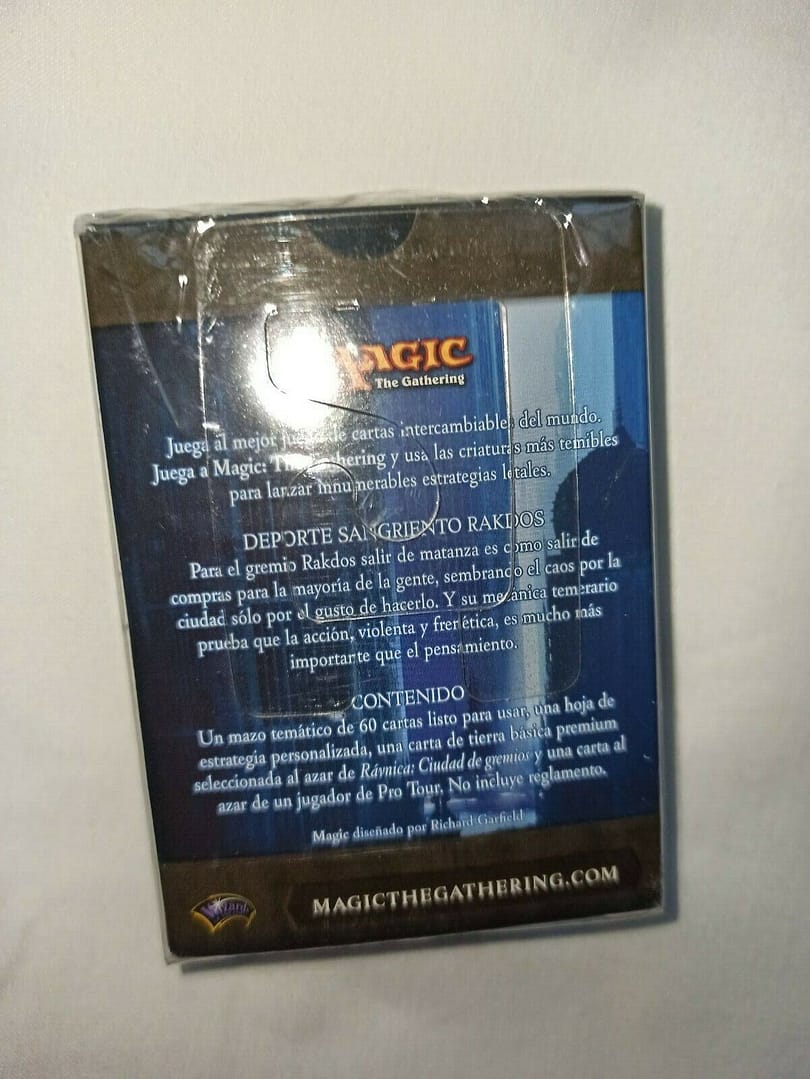 MAGIC
The Gathering
Juega al mejor juego de cartas intercambiables del mundo.
Juega a Magic: The Gathering y usa las criaturas más temibles
para lanzar innumerables estrategias letales.
DEPORTE SANGRIENTO RAKDOS
Para el gremio Rakdos salir de matanza es como salir de
compras para la mayoría de la gente, sembrando el caos por la
ciudad sólo por el gusto de hacerlo. Y su mecánica temerario
prueba que la acción, violenta y frenética, es mucho más
importante que el pensamiento.
CONTENIDO
Un mazo temático de 60 cartas listo para usar, una hoja de
estrategia personalizada, una carta de tierra básica premium
seleccionada al azar de Rávnica: Ciudad de gremios y una carta al
azar de un jugador de Pro Tour. No incluye reglamento.
Magic diseñado por Richard Garfield
Wizards
MAGICTHEGATHERING.COM